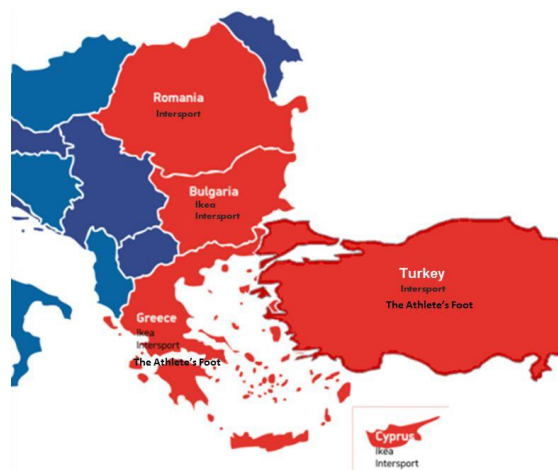 Romania
Intersport
Bulgaria
Ikea
Intersport
Turkey
Intersport
The Athlete's Foot
Greece
Ikea
Intersport
The Athlete's Foot
Cyprus
Ikea
Intersport